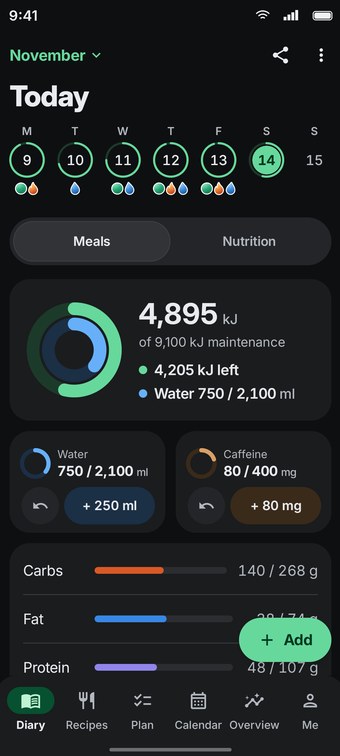 9:41
November
Today
M T W T F S S
9 10 11 12 13 14 15
Meals Nutrition
4,895 kJ
of 9,100 kJ maintenance
4,205 kJ left
Water 750 / 2,100 ml
Water
750 / 2,100 ml
Caffeine
80 / 400 mg
+ 250 ml
+ 80 mg
Carbs 140 / 268 g
Fat 
+ Add
Protein 48 / 107 g
Diary Recipes Plan Calendar Overview Me